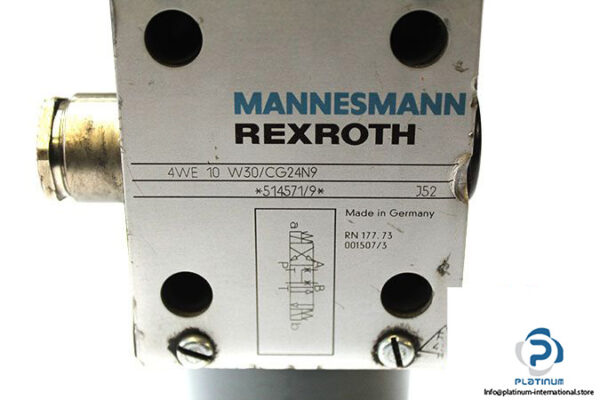 MANNESMANN
REXROTH
4WE 10 W30/CG24N9
*514571/9* J52
Made in Germany
RN 177.73
001507/3
a
P T
B
b
PLATINUM
Info@platinum-international.store